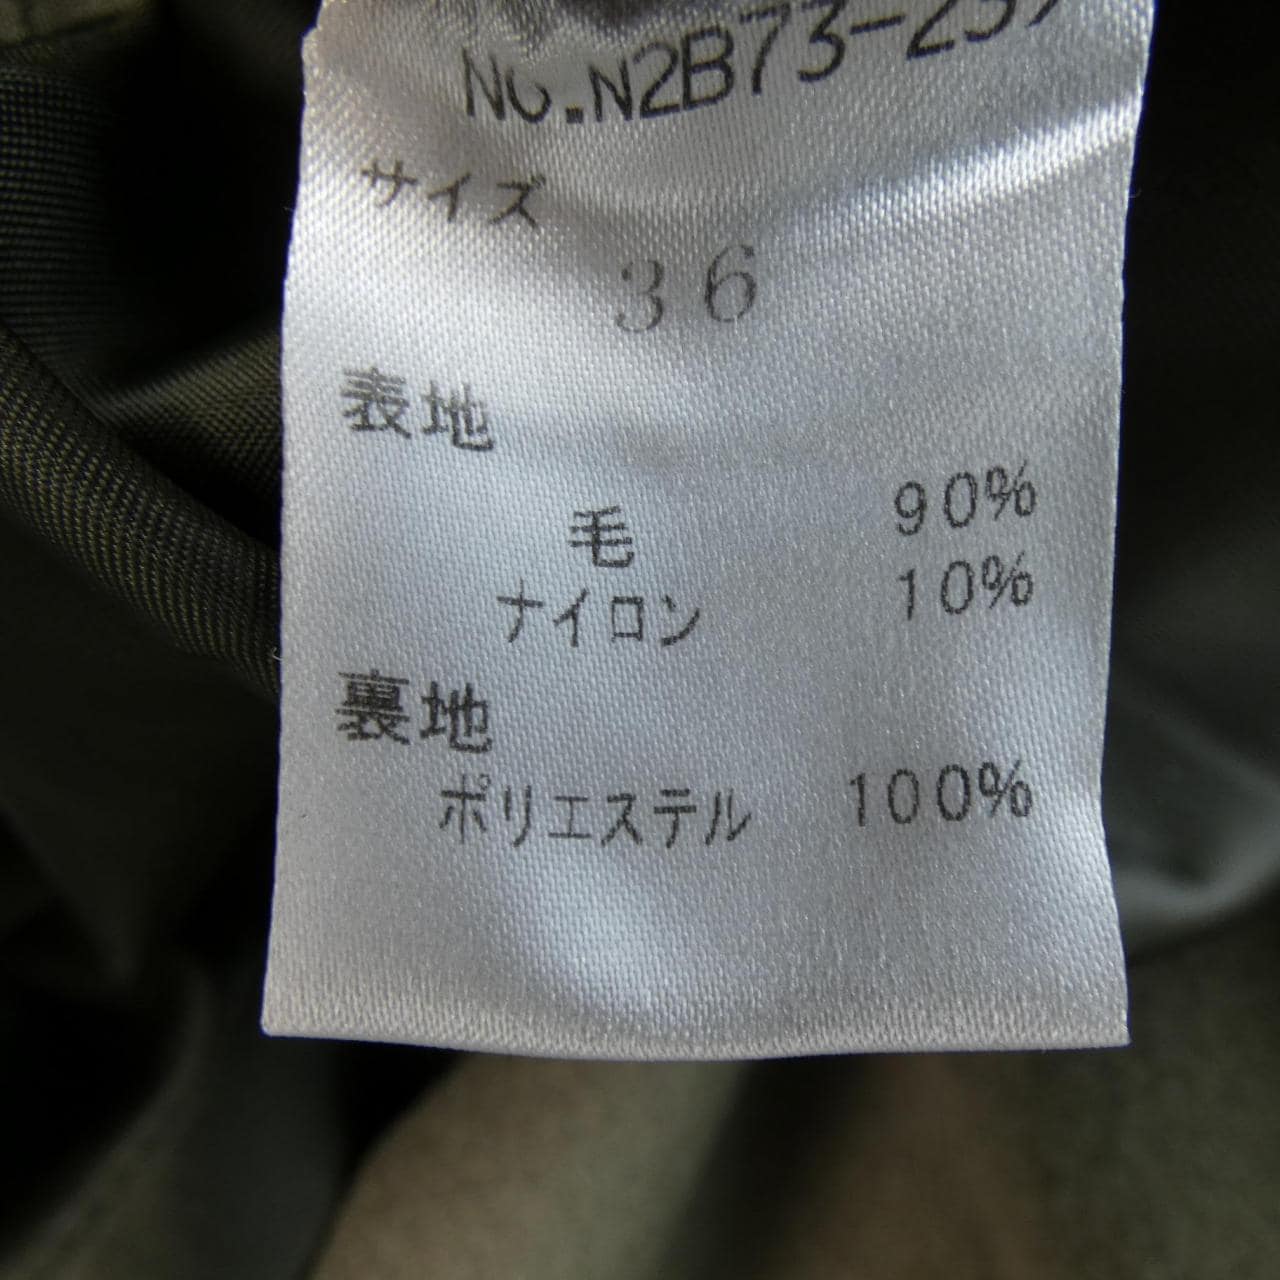 NO.N2B73-23
サイズ
36
表地
毛 90%
ナイロン 10%
裏地
ポリエステル 100%